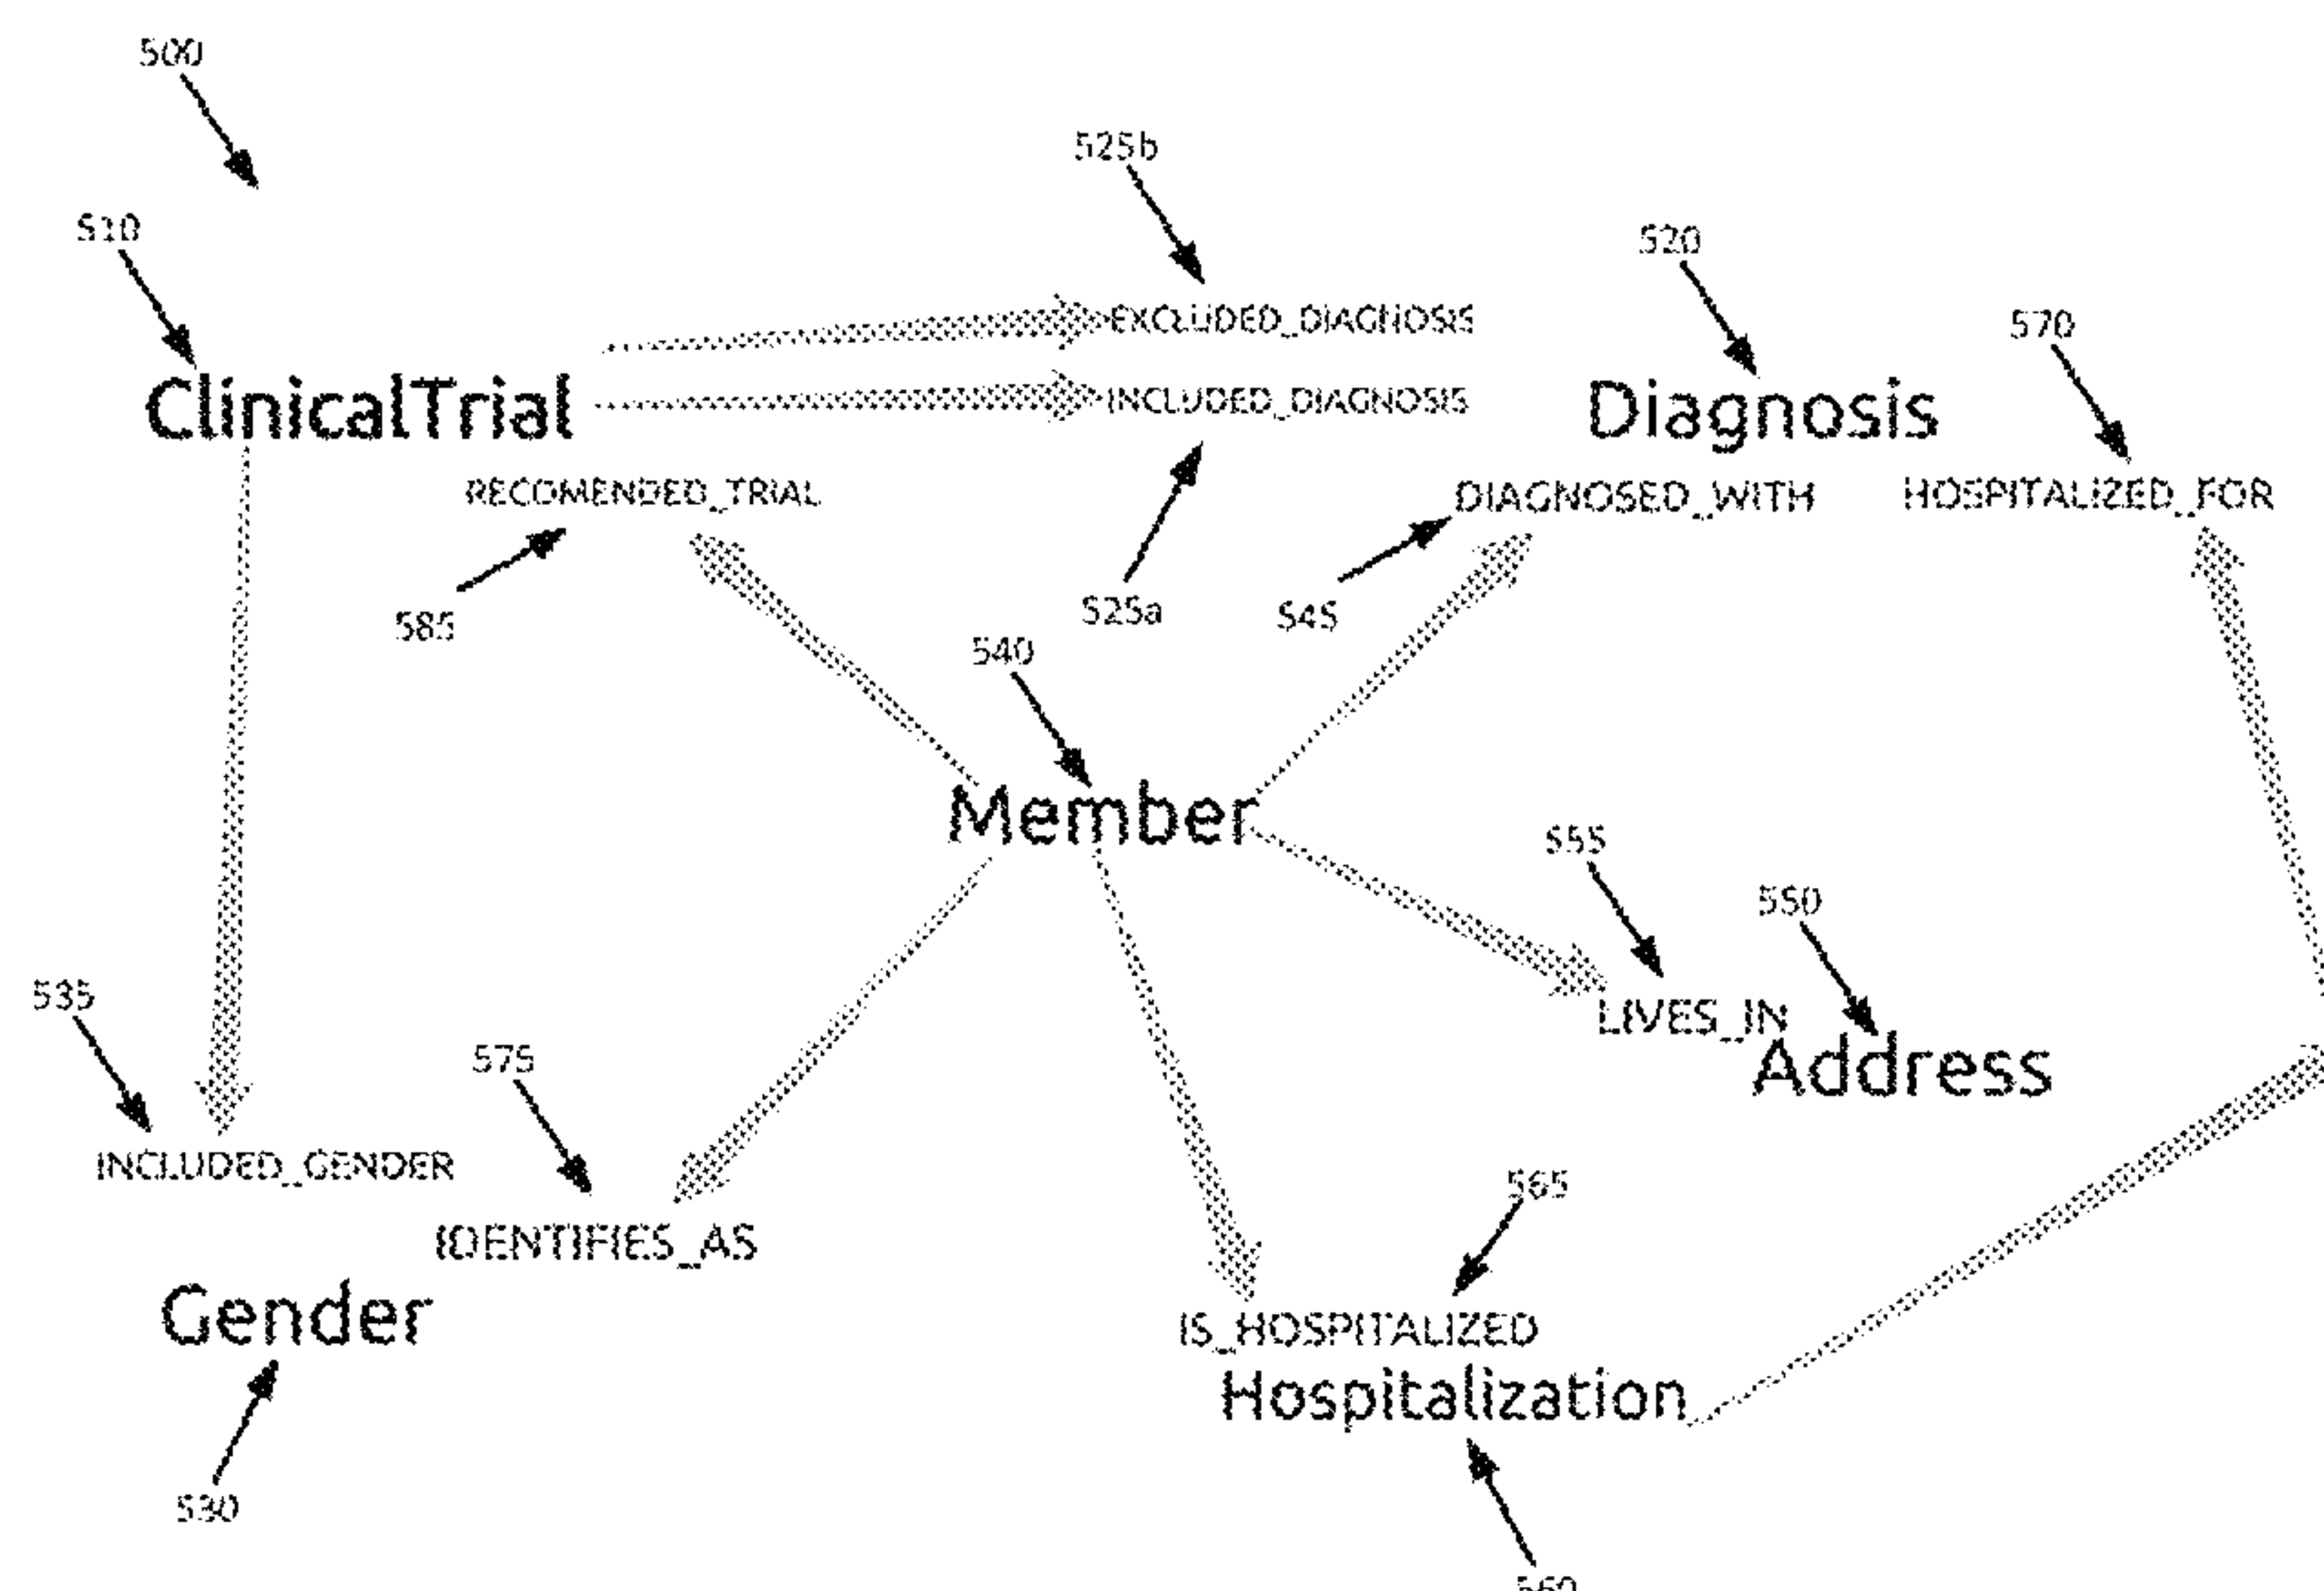 500
525b
510
520
570
EXCLUDED_DIAGNOSIS
ClinicalTrial
INCLUDED_DIAGNOSIS
Diagnosis
RECOMENDED_TRIAL
DIAGNOSED_WITH
HOSPITALIZED_FOR
585
525a
545
540
Member
555
550
535
LIVES_IN
575
Address
INCLUDED_GENDER
565
IDENTIFIES_AS
Gender
IS_HOSPITALIZED
Hospitalization
530
560